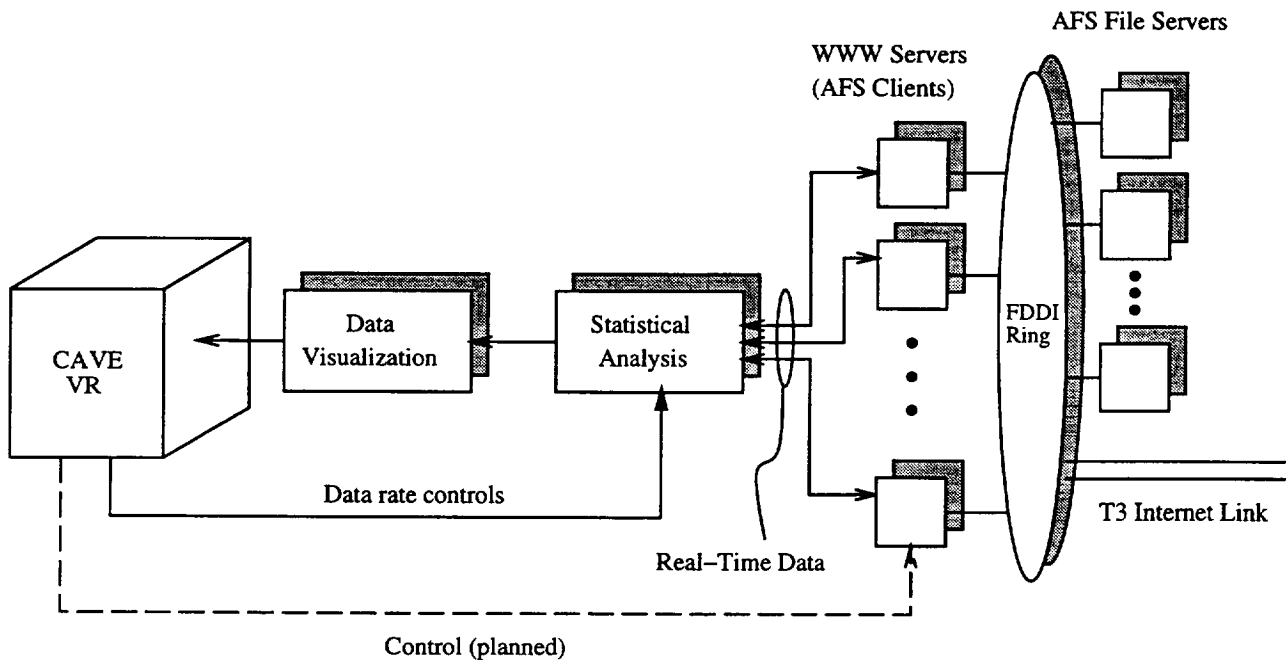 AFS File Servers
WWW Servers
(AFS Clients)
FDDI
Ring
Data
Visualization
Statistical
Analysis
CAVE
VR
Data rate controls
T3 Internet Link
Real-Time Data
Control (planned)